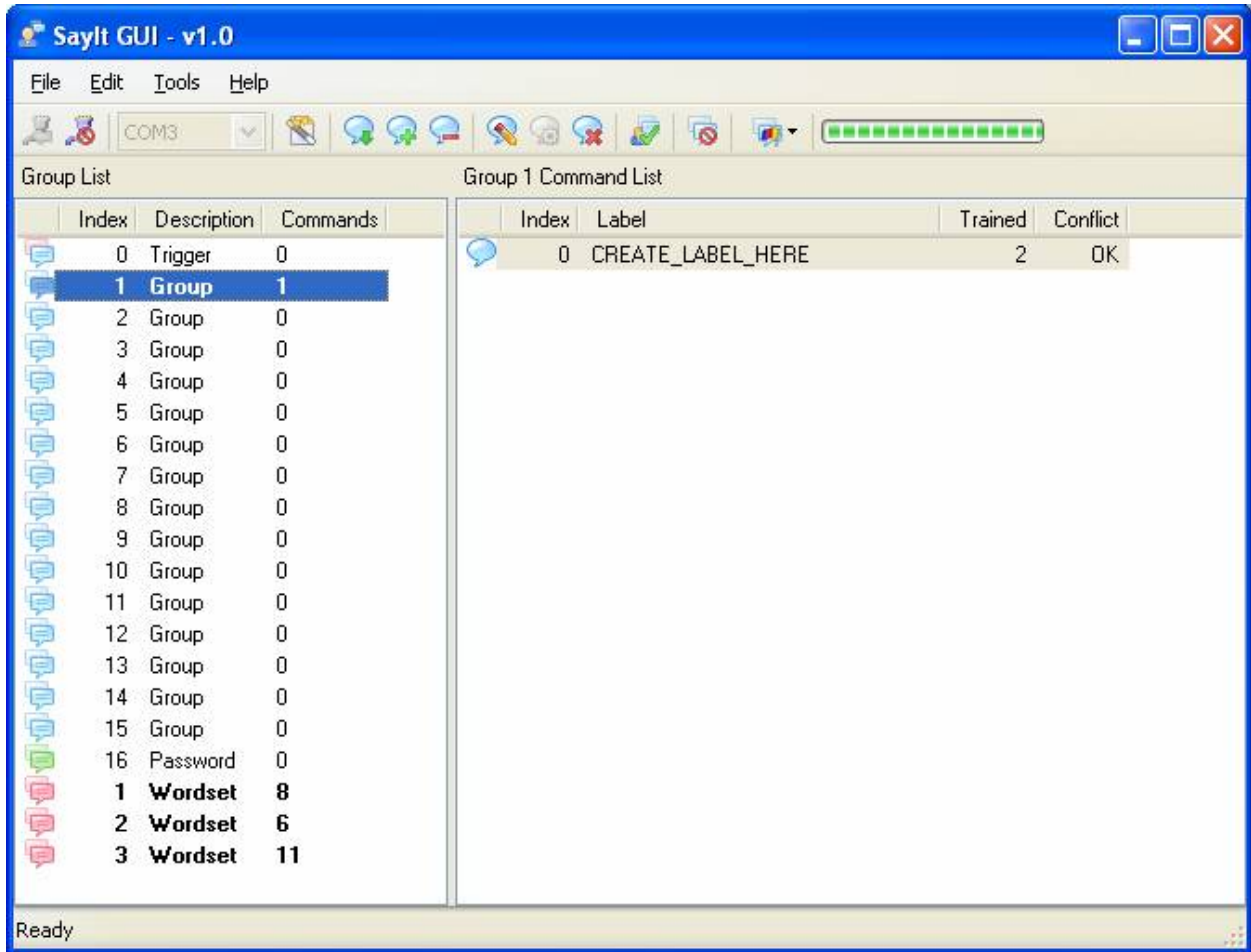 SayIt GUI - v1.0
File Edit Tools Help
COM3
Group List
Group 1 Command List
Index Description Commands
Index Label Trained Conflict
0 Trigger 0
0 CREATE_LABEL_HERE 2 OK
1 Group 1
2 Group 0
3 Group 0
4 Group 0
5 Group 0
6 Group 0
7 Group 0
8 Group 0
9 Group 0
10 Group 0
11 Group 0
12 Group 0
13 Group 0
14 Group 0
15 Group 0
16 Password 0
1 Wordset 8
2 Wordset 6
3 Wordset 11
Ready